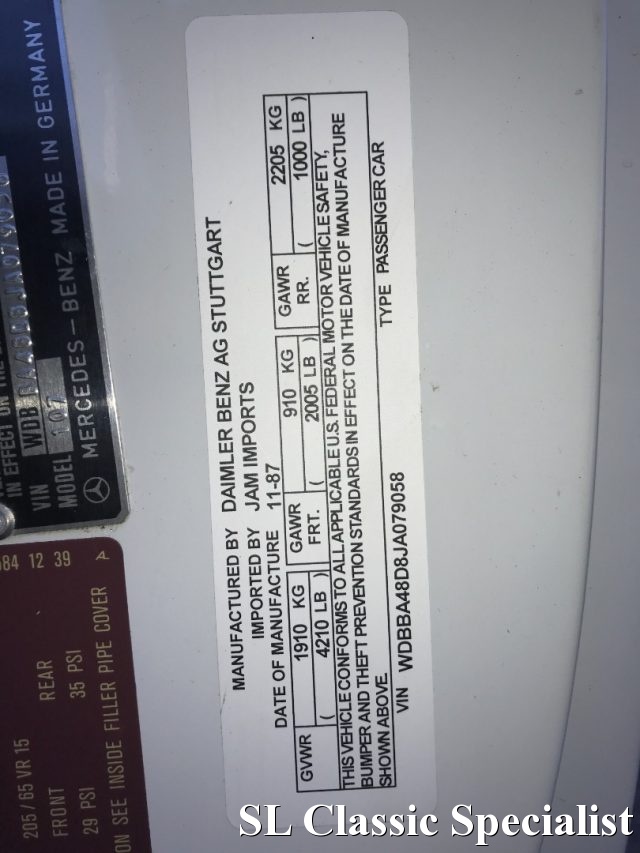 MANUFACTURED BY DAIMLER BENZ AG STUTTGART
IMPORTED BY JAM IMPORTS
DATE OF MANUFACTURE 11-87
GVWR 1910 KG GAWR 910 KG GAWR 2205 KG
( 4210 LB ) FRT. ( 2005 LB ) RR. ( 1000 LB )
THIS VEHICLE CONFORMS TO ALL APPLICABLE U.S. FEDERAL MOTOR VEHICLE SAFETY,
BUMPER AND THEFT PREVENTION STANDARDS IN EFFECT ON THE DATE OF MANUFACTURE
SHOWN ABOVE
VIN WDBBA48D8JA079058 TYPE PASSENGER CAR
IN EFFECT ON THE
VIN WDB
MODEL 107
MERCEDES-BENZ MADE IN GERMANY
584 12 39 A
205/65 VR 15 REAR
FRONT 35 PSI
29 PSI
ON SEE INSIDE FILLER PIPE COVER
SL Classic Specialist